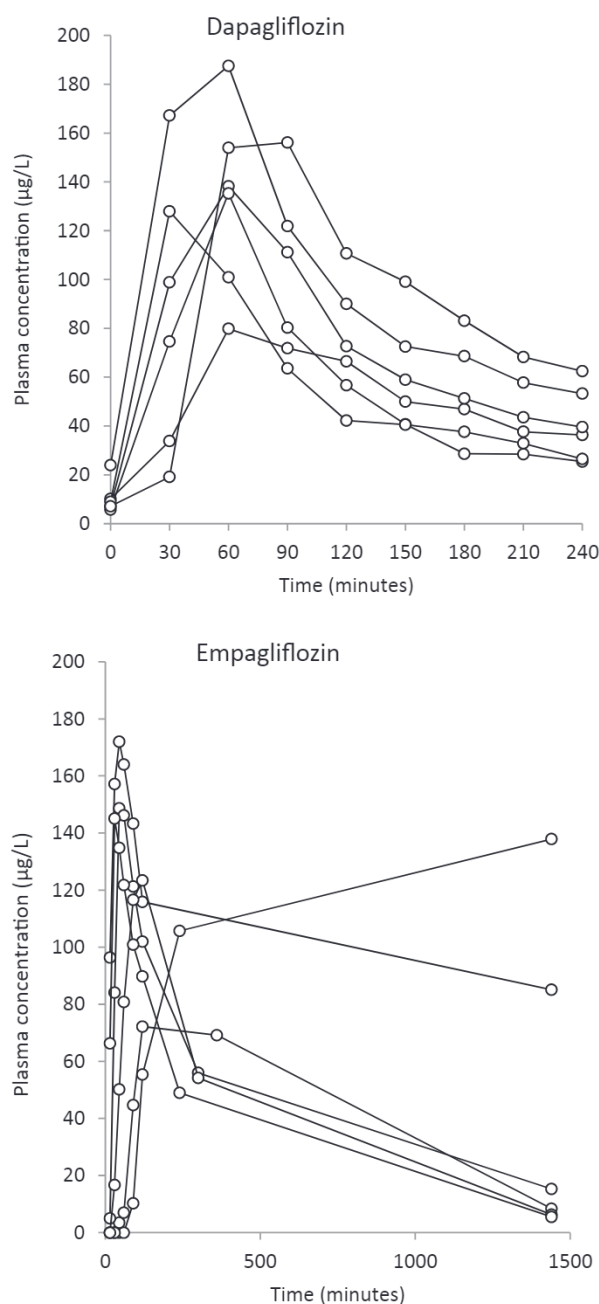 Dapagliflozin
200
180
160
140
120
100
80
60
40
20
0
Plasma concentration (µg/L)
0 30 60 90 120 150 180 210 240
Time (minutes)
Empagliflozin
200
180
160
140
120
100
80
60
40
20
0
Plasma concentration (µg/L)
0 500 1000 1500
Time (minutes)